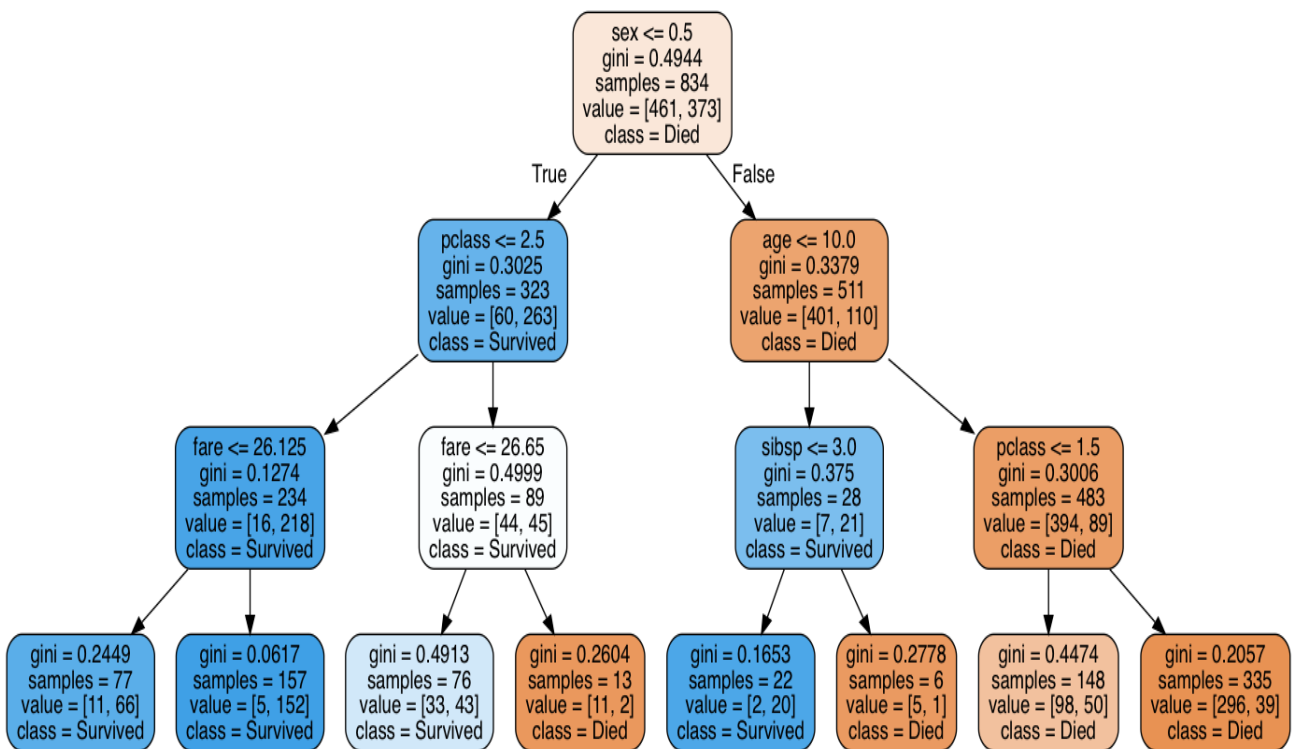 sex <= 0.5
gini = 0.4944
samples = 834
value = [461, 373]
class = Died
True
False
pclass <= 2.5
gini = 0.3025
samples = 323
value = [60, 263]
class = Survived
age <= 10.0
gini = 0.3379
samples = 511
value = [401, 110]
class = Died
fare <= 26.125
gini = 0.1274
samples = 234
value = [16, 218]
class = Survived
fare <= 26.65
gini = 0.4999
samples = 89
value = [44, 45]
class = Survived
sibsp <= 3.0
gini = 0.375
samples = 28
value = [7, 21]
class = Survived
pclass <= 1.5
gini = 0.3006
samples = 483
value = [394, 89]
class = Died
gini = 0.2449
samples = 77
value = [11, 66]
class = Survived
gini = 0.0617
samples = 157
value = [5, 152]
class = Survived
gini = 0.4913
samples = 76
value = [33, 43]
class = Survived
gini = 0.2604
samples = 13
value = [11, 2]
class = Died
gini = 0.1653
samples = 22
value = [2, 20]
class = Survived
gini = 0.2778
samples = 6
value = [5, 1]
class = Died
gini = 0.4474
samples = 148
value = [98, 50]
class = Died
gini = 0.2057
samples = 335
value = [296, 39]
class = Died